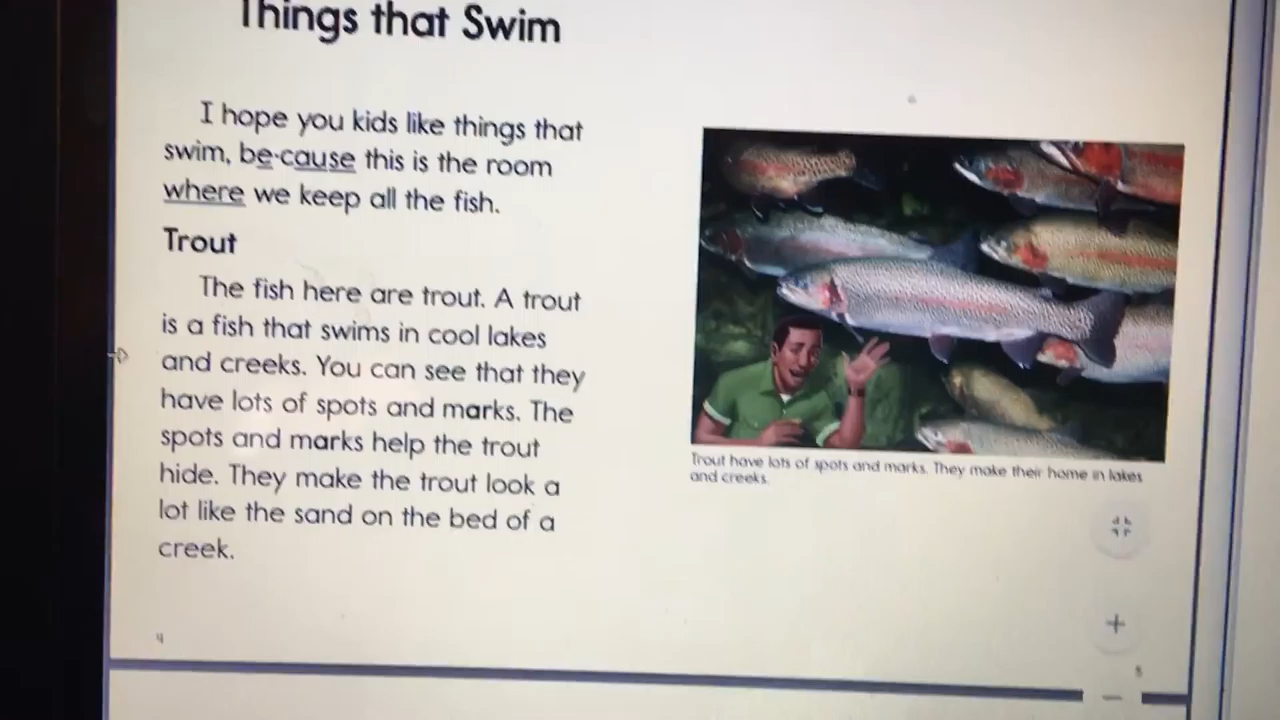 Things that Swim
I hope you kids like things that
swim, be·cause this is the room
where we keep all the fish.
Trout
The fish here are trout. A trout
is a fish that swims in cool lakes
and creeks. You can see that they
have lots of spots and marks. The
spots and marks help the trout
hide. They make the trout look a
lot like the sand on the bed of a
creek.
4
Trout have lots of spots and marks. They make their home in lakes
and creeks.
5